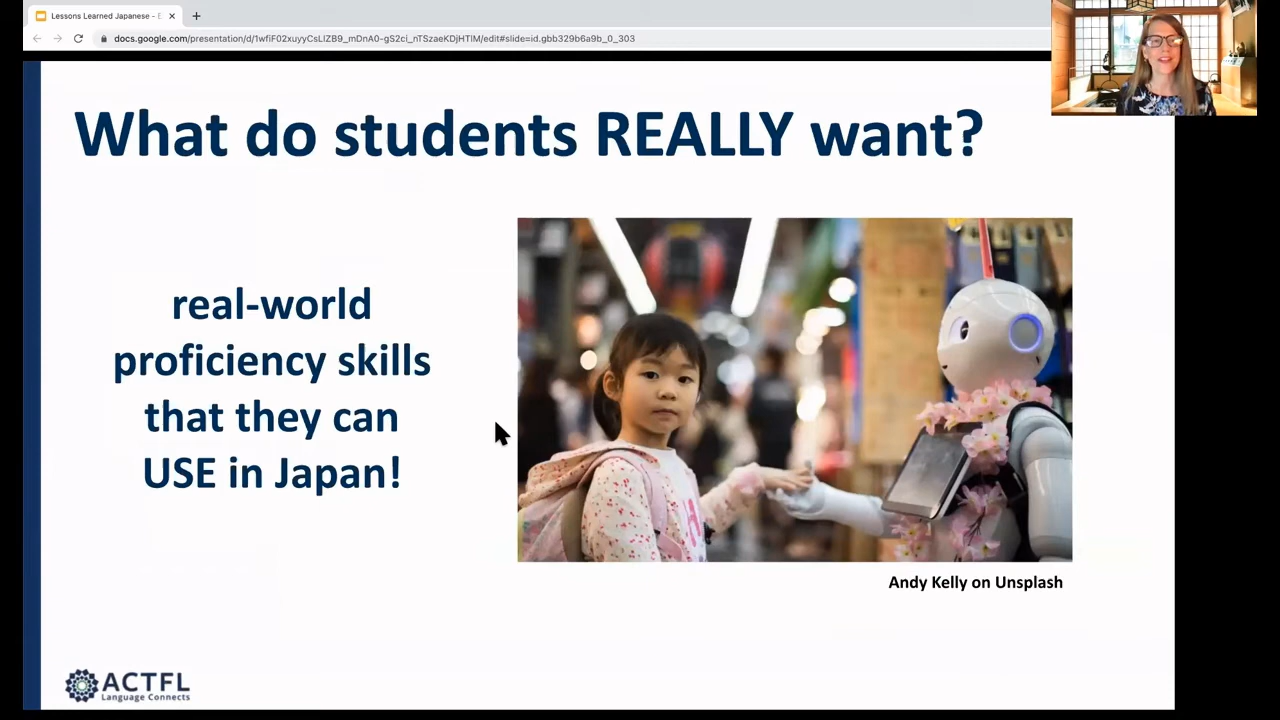 Lessons Learned Japanese - E
docs.google.com/presentation/d/1wfiF02xuyyCsLIZB9_mDnA0-gS2ci_nTSzaeKDjHTlM/edit#slide=id.gbb329b6a9b_0_303
What do students REALLY want?
real-world
proficiency skills
that they can
USE in Japan!
Andy Kelly on Unsplash
ACTFL
Language Connects